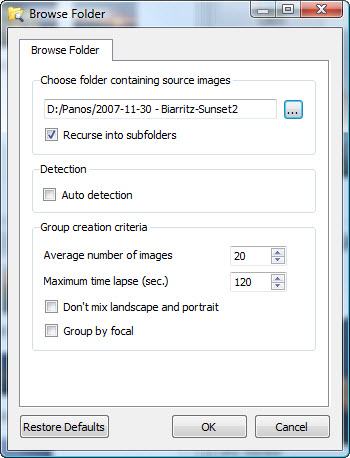 Browse Folder
Browse Folder
Choose folder containing source images
D:/Panos/2007-11-30 - Biarritz-Sunset2
...
Recurse into subfolders
Detection
Auto detection
Group creation criteria
Average number of images 20
Maximum time lapse (sec.) 120
Don't mix landscape and portrait
Group by focal
Restore Defaults OK Cancel